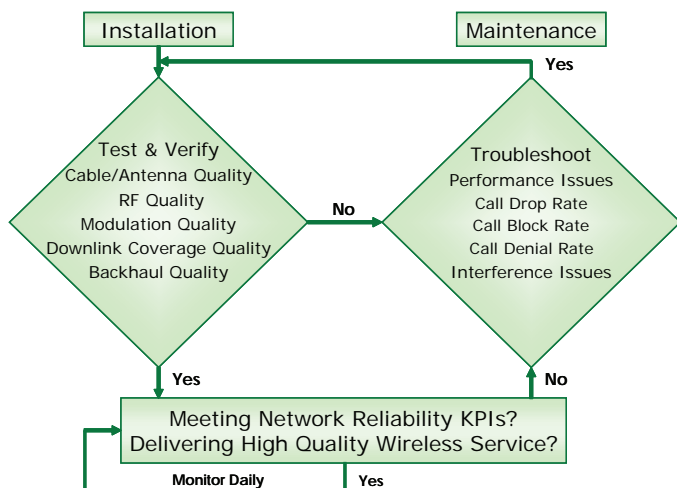 Installation
Maintenance
Yes
Test & Verify
Cable/Antenna Quality
RF Quality
Modulation Quality
Downlink Coverage Quality
Backhaul Quality
No
Troubleshoot
Performance Issues
Call Drop Rate
Call Block Rate
Call Denial Rate
Interference Issues
Yes
No
Meeting Network Reliability KPIs?
Delivering High Quality Wireless Service?
Monitor Daily
Yes